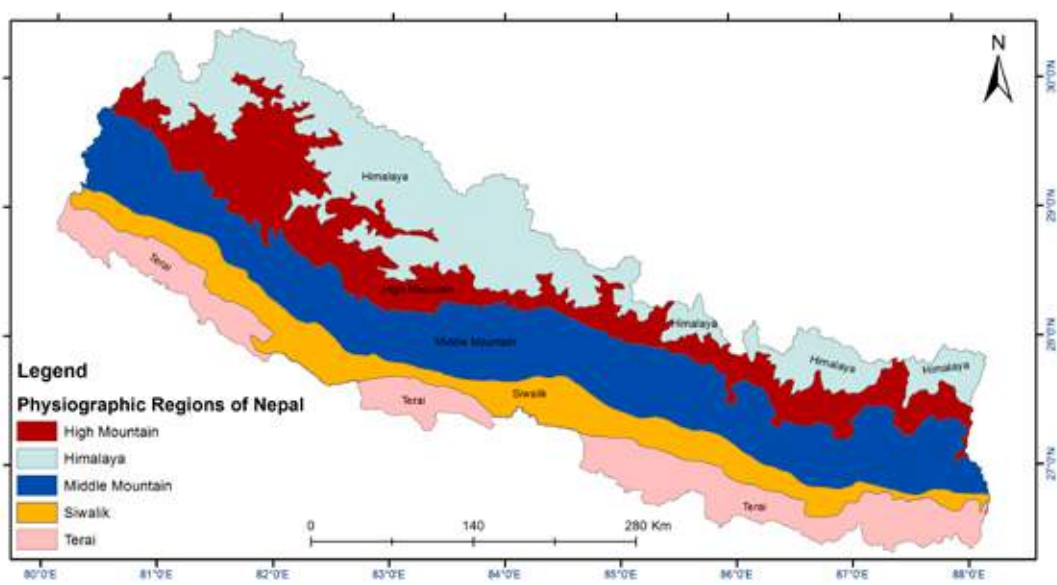 N
30°0'N
Himalaya
29°0'N
Terai
High Mountain
Himalaya
28°0'N
Middle Mountain
Himalaya
Himalaya
Legend
Siwalik
Physiographic Regions of Nepal
Terai
High Mountain
Himalaya
27°0'N
Middle Mountain
Siwalik
Terai
Terai
0 140 280 Km
80°0'E 81°0'E 82°0'E 83°0'E 84°0'E 85°0'E 86°0'E 87°0'E 88°0'E